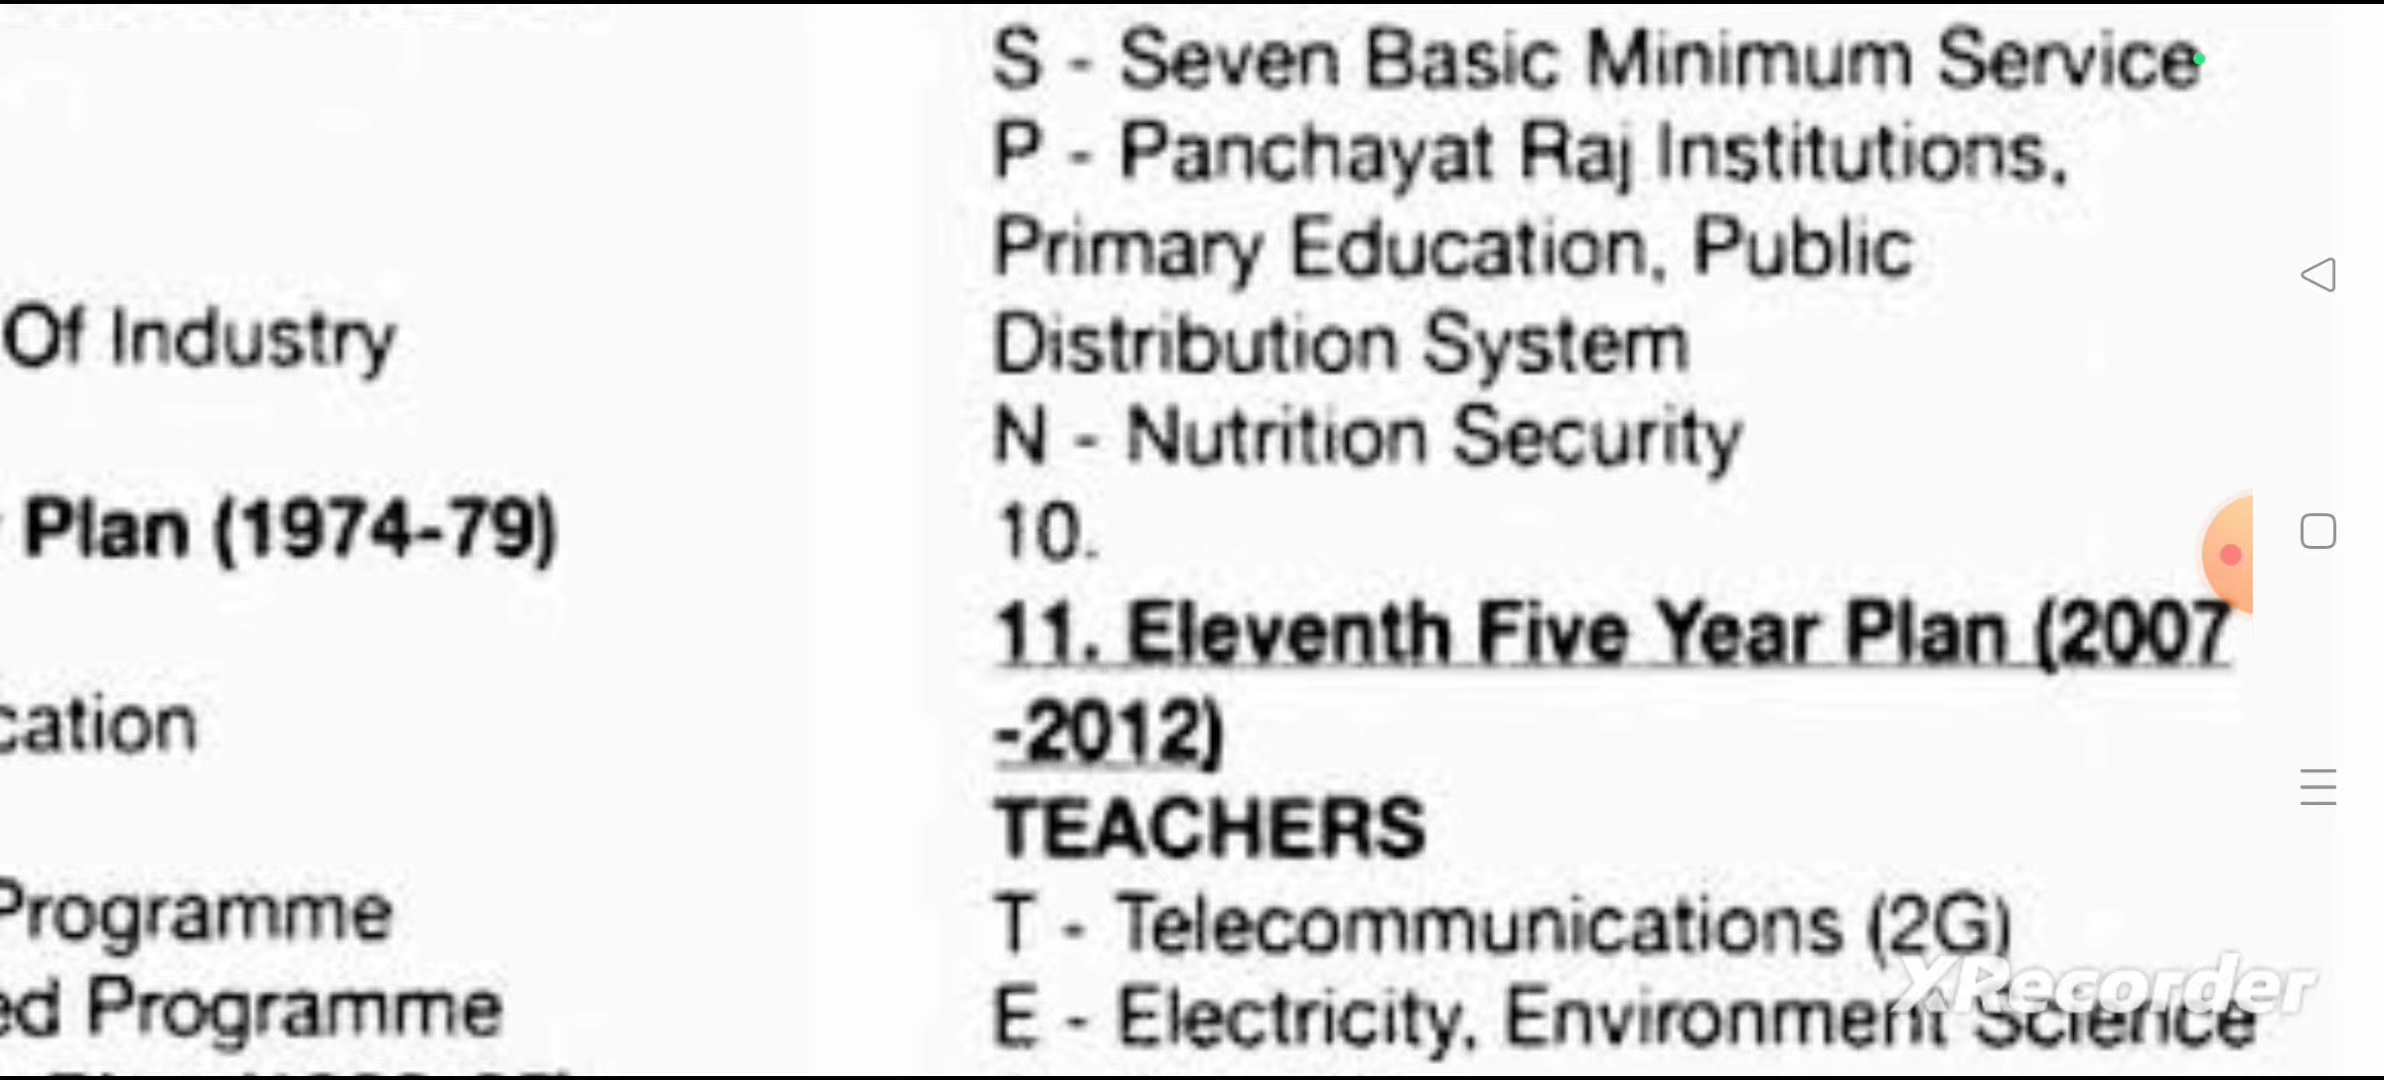 Of Industry
Plan (1974-79)
cation
Programme
ed Programme
S - Seven Basic Minimum Service
P - Panchayat Raj Institutions,
Primary Education, Public
Distribution System
N - Nutrition Security
10.
11. Eleventh Five Year Plan (2007
-2012)
TEACHERS
T - Telecommunications (2G)
E - Electricity, Environment Science
XRecorder